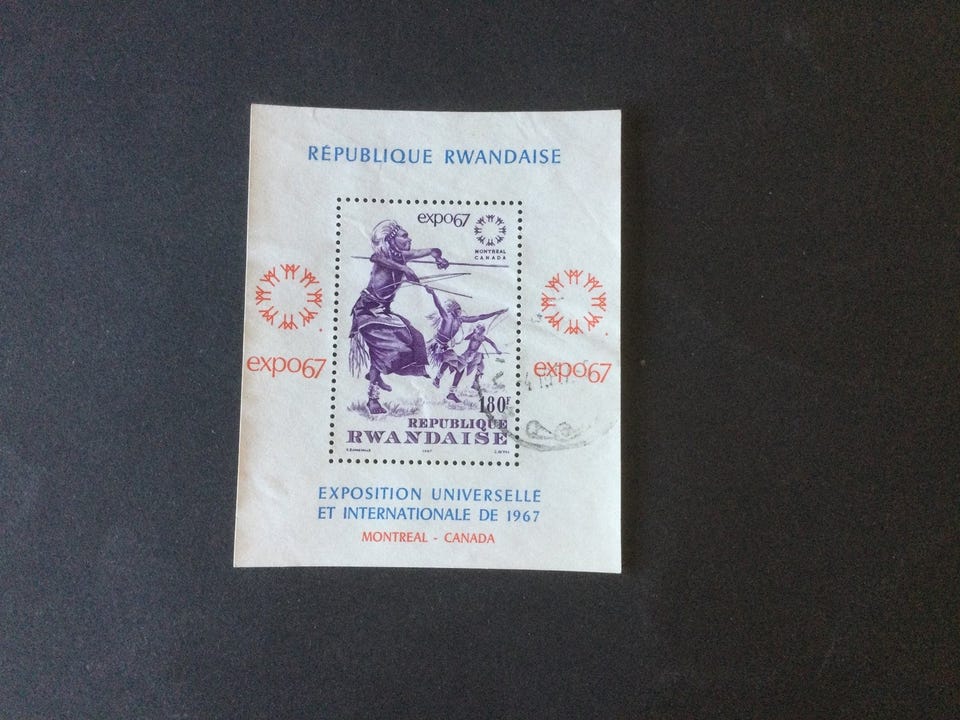 RÉPUBLIQUE RWANDAISE
expo67
MONTREAL
CANADA
expo67
expo67
180F
REPUBLIQUE
RWANDAISE
1967
EXPOSITION UNIVERSELLE
ET INTERNATIONALE DE 1967
MONTREAL - CANADA